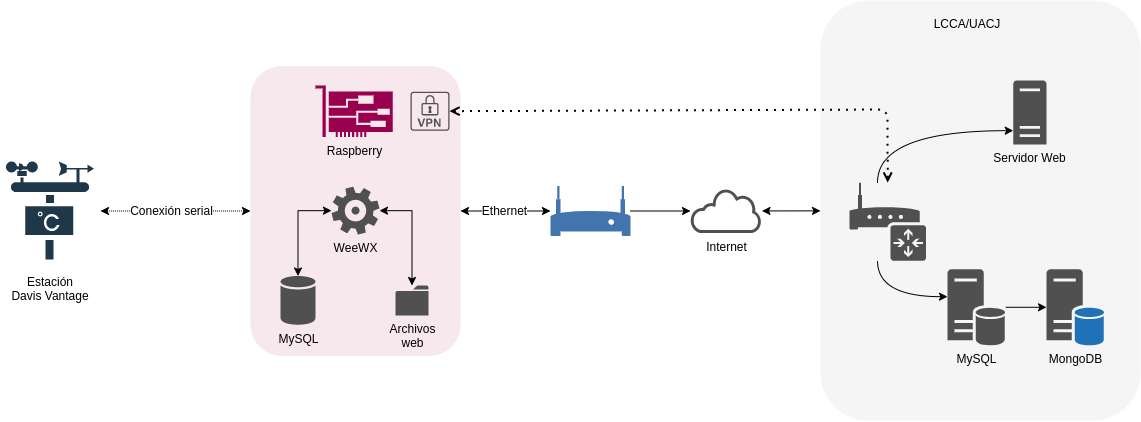 LCCA/UACJ
VPN
Raspberry
Servidor Web
Conexión serial
Ethernet
°C
WeeWX
Internet
Estación
Davis Vantage
MySQL
Archivos
web
MySQL
MongoDB